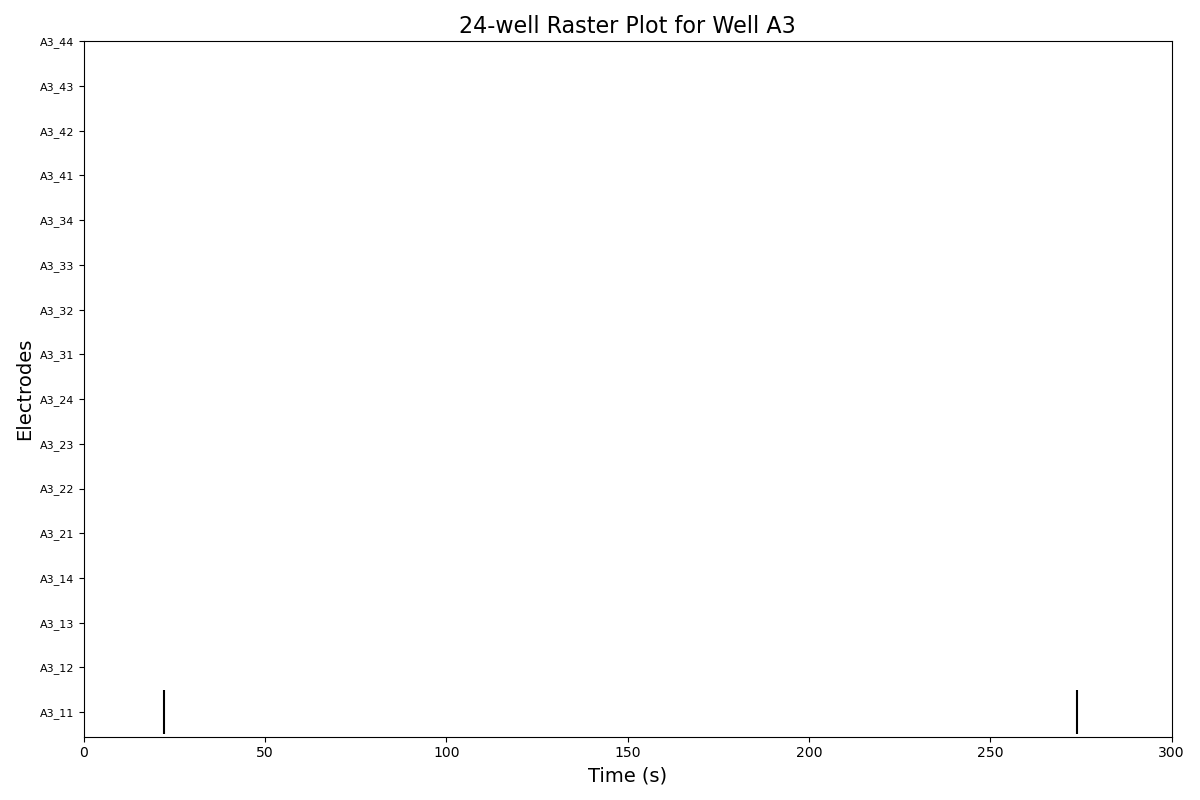 24-well Raster Plot for Well A3
A3_44
A3_43
A3_42
A3_41
A3_34
A3_33
A3_32
A3_31
A3_24
A3_23
A3_22
A3_21
A3_14
A3_13
A3_12
A3_11
Electrodes
0 50 100 150 200 250 300
Time (s)